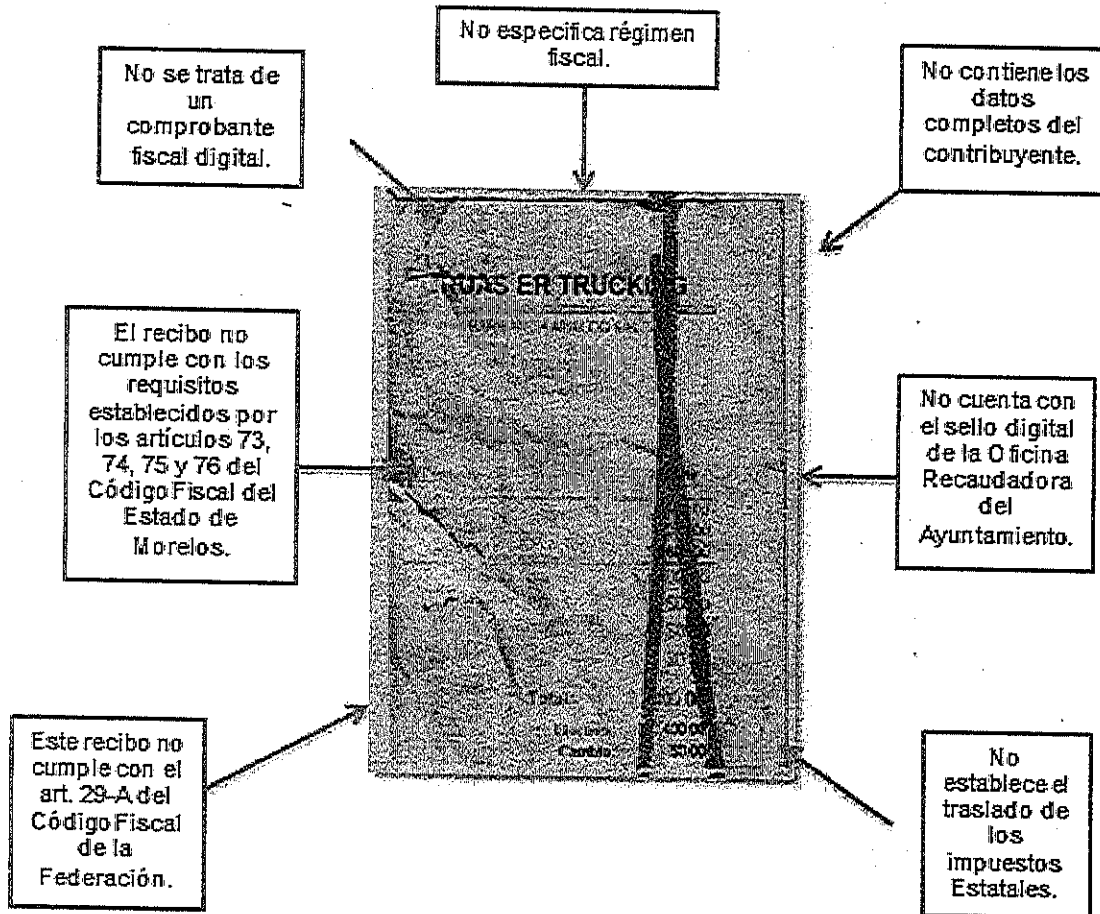 No especifica régimen
fiscal.
No se trata de
un
comprobante
fiscal digital.
No contiene los
datos
completos del
contribuyente.
ER TRUCKING
El recibo no
cumple con los
requisitos
establecidos por
los artículos 73,
74, 75 y 76 del
Código Fiscal del
Estado de
Morelos.
No cuenta con
el sello digital
de la Oficina
Recaudadora
del
Ayuntamiento.
Total
Cambio 50.00
Este recibo no
cumple con el
art. 29-A del
Código Fiscal
de la
Federación.
No
establece el
traslado de
los
impuestos
Estatales.